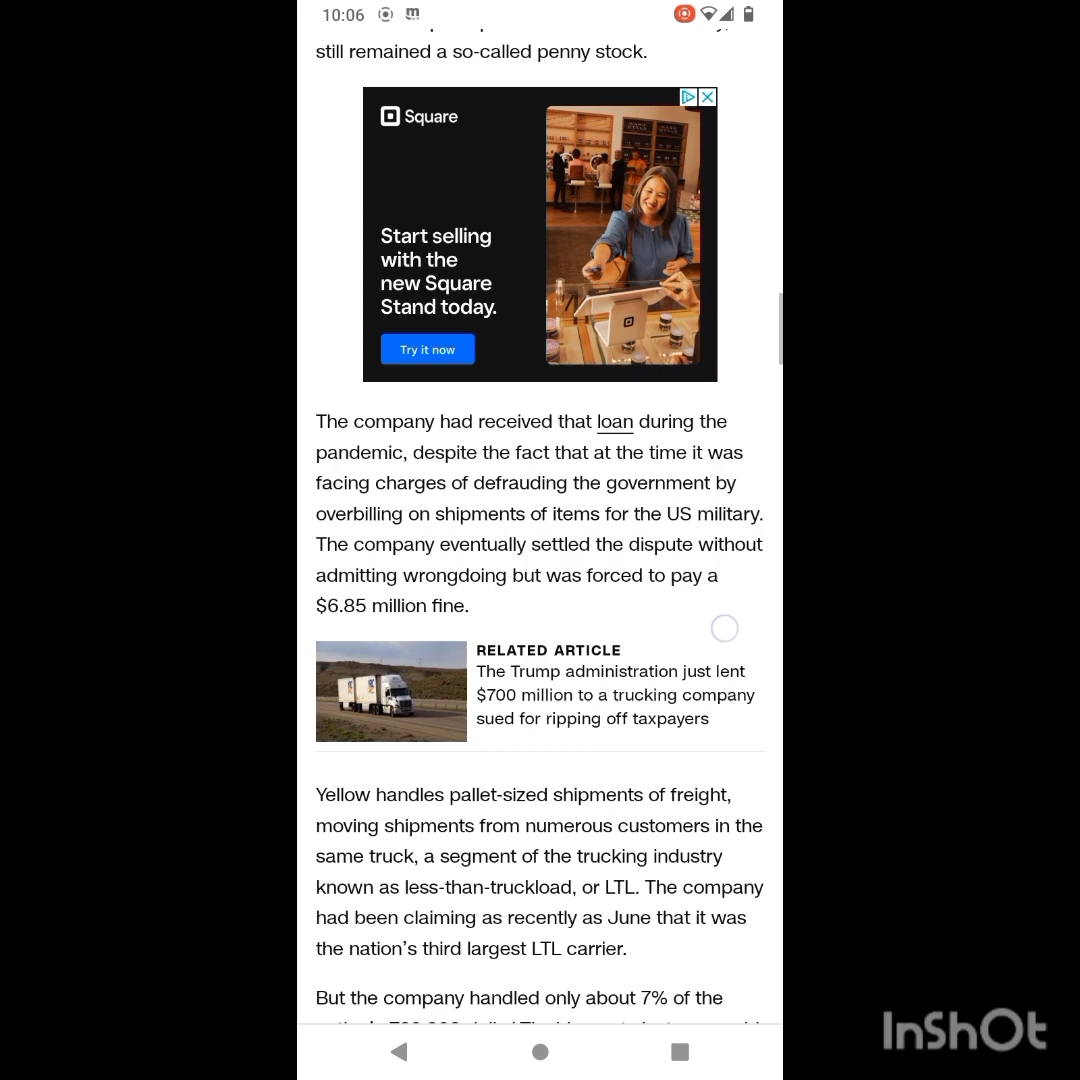 10:06
still remained a so-called penny stock.
Square
Start selling
with the
new Square
Stand today.
Try it now
The company had received that loan during the
pandemic, despite the fact that at the time it was
facing charges of defrauding the government by
overbilling on shipments of items for the US military.
The company eventually settled the dispute without
admitting wrongdoing but was forced to pay a
$6.85 million fine.
RELATED ARTICLE
The Trump administration just lent
$700 million to a trucking company
sued for ripping off taxpayers
Yellow handles pallet-sized shipments of freight,
moving shipments from numerous customers in the
same truck, a segment of the trucking industry
known as less-than-truckload, or LTL. The company
had been claiming as recently as June that it was
the nation’s third largest LTL carrier.
But the company handled only about 7% of the
InShOt